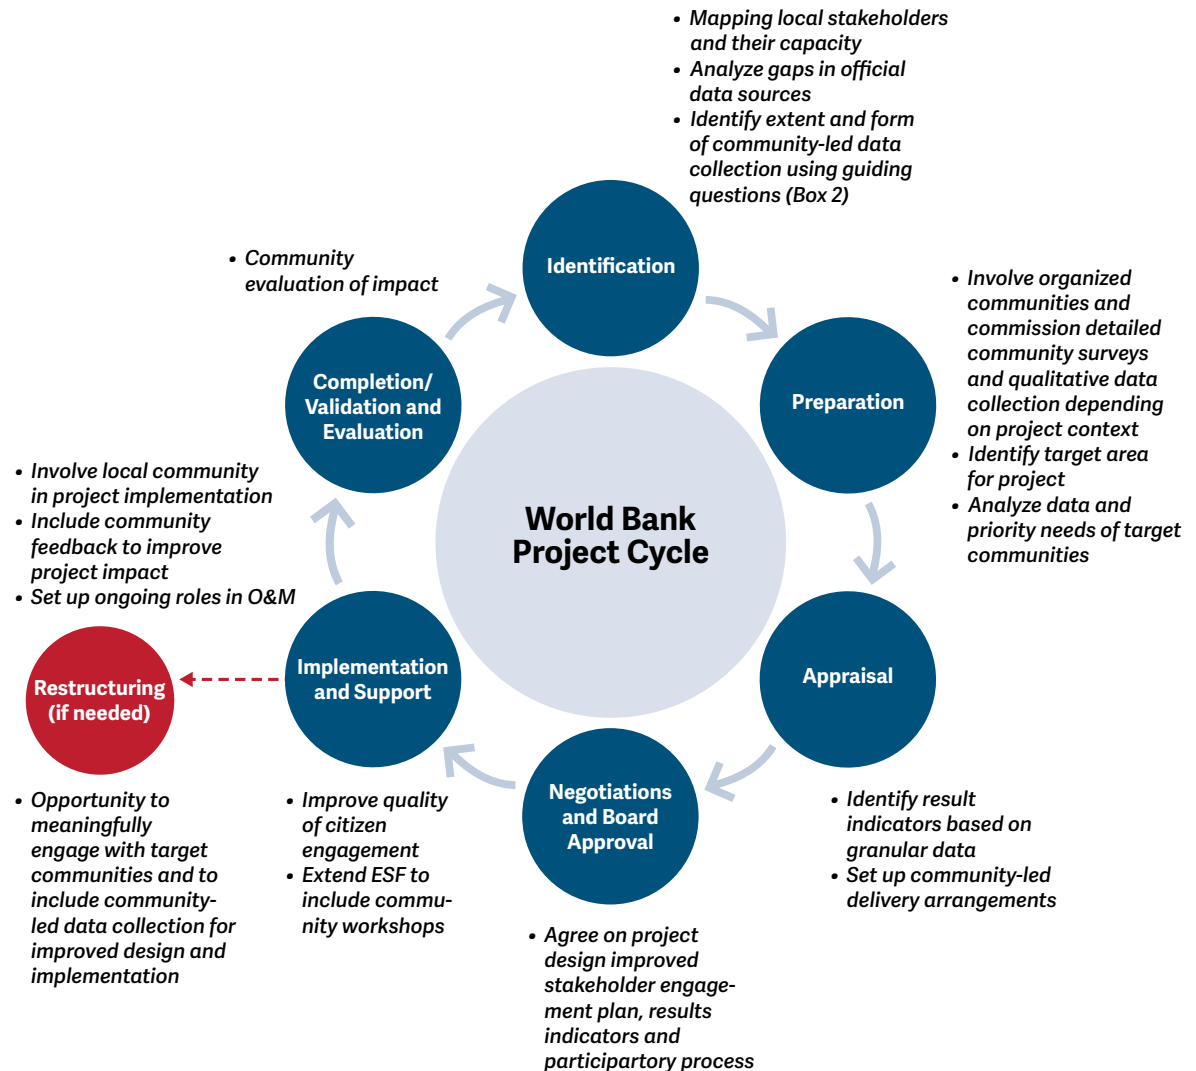 • Mapping local stakeholders
and their capacity
• Analyze gaps in official
data sources
• Identify extent and form
of community-led data
collection using guiding
questions (Box 2)
Identification
• Involve organized
communities and
commission detailed
community surveys
and qualitative data
collection depending
on project context
• Identify target area
for project
• Analyze data and
priority needs of target
communities
Preparation
Appraisal
• Identify result
indicators based on
granular data
• Set up community-led
delivery arrangements
Negotiations
and Board
Approval
• Agree on project
design improved
stakeholder engage-
ment plan, results
indicators and
participartory process
Implementation
and Support
• Improve quality
of citizen
engagement
• Extend ESF to
include commu-
nity workshops
• Involve local community
in project implementation
• Include community
feedback to improve
project impact
• Set up ongoing roles in O&M
Restructuring
(if needed)
• Opportunity to
meaningfully
engage with target
communities and to
include community-
led data collection for
improved design and
implementation
Completion/
Validation and
Evaluation
• Community
evaluation of impact
World Bank
Project Cycle